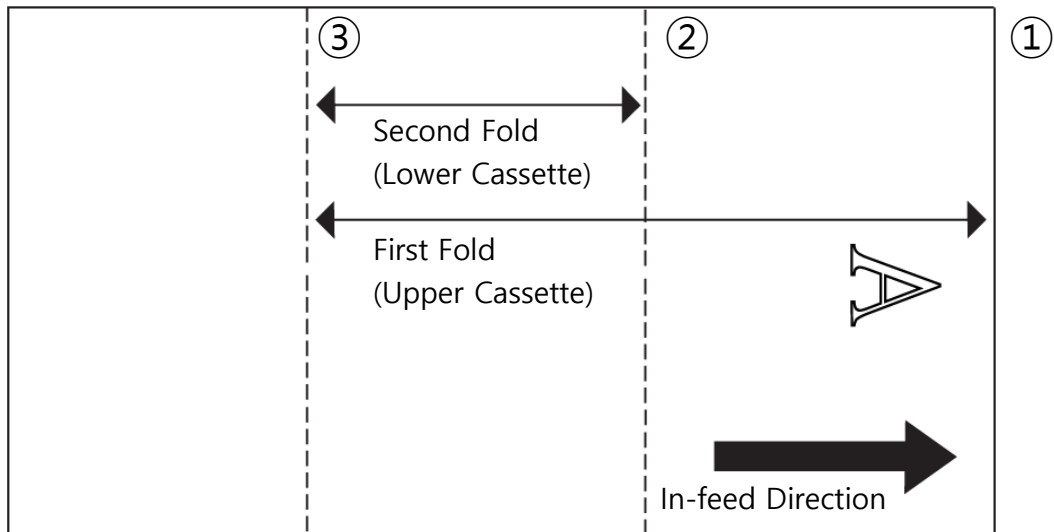 ③ ② ①
Second Fold
(Lower Cassette)
First Fold
(Upper Cassette)
A
In-feed Direction